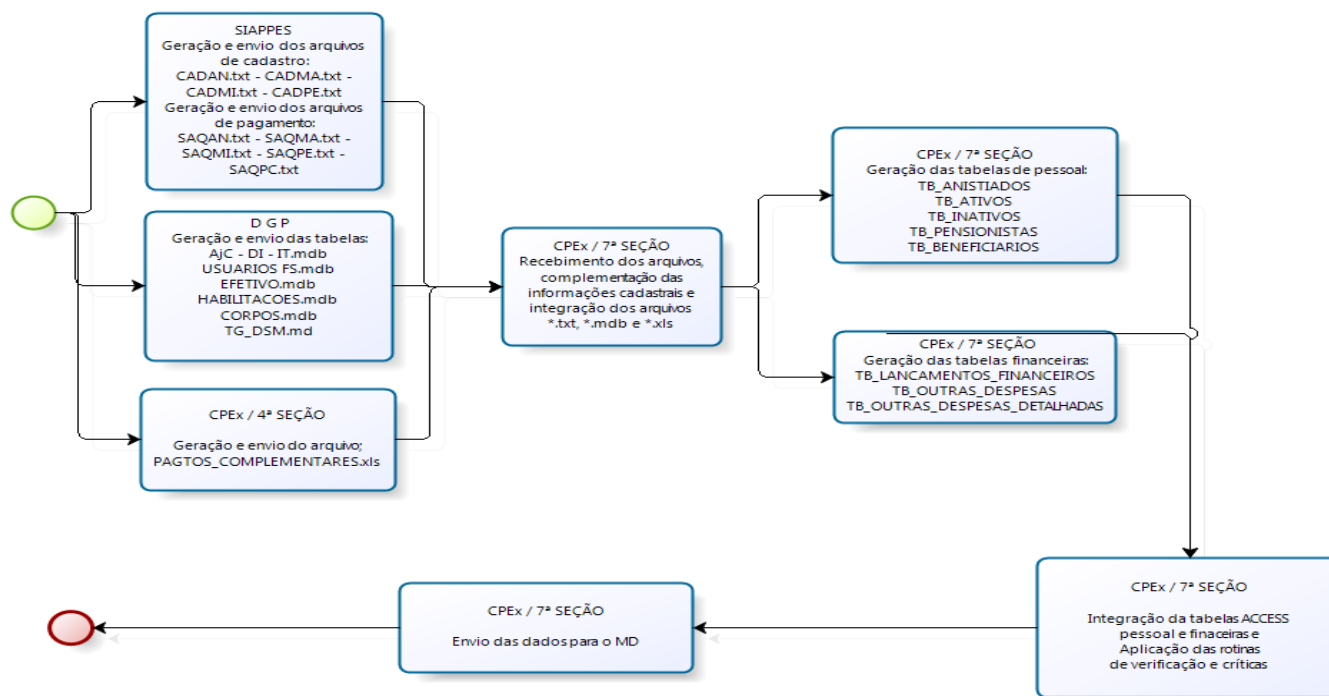 SIAPPES
Geração e envio dos arquivos
de cadastro:
CADAN.txt - CADMA.txt -
CADMI.txt - CADPE.txt
Geração e envio dos arquivos
de pagamento:
SAQAN.txt - SAQMA.txt -
SAQMI.txt - SAQPE.txt -
SAQPC.txt
D G P
Geração e envio das tabelas:
AjC - DI - IT.mdb
USUARIOS FS.mdb
EFETIVO.mdb
HABILITACOES.mdb
CORPOS.mdb
TG_DSM.md
CPEx / 4ª SEÇÃO
Geração e envio do arquivo;
PAGTOS_COMPLEMENTARES.xls
CPEx / 7ª SEÇÃO
Recebimento dos arquivos,
complementação das
informações cadastrais e
integração dos arquivos
*.txt, *.mdb e *.xls
CPEx / 7ª SEÇÃO
Geração das tabelas de pessoal:
TB_ANISTIADOS
TB_ATIVOS
TB_INATIVOS
TB_PENSIONISTAS
TB_BENEFICIARIOS
CPEx / 7ª SEÇÃO
Geração das tabelas financeiras:
TB_LANCAMENTOS_FINANCEIROS
TB_OUTRAS_DESPESAS
TB_OUTRAS_DESPESAS_DETALHADAS
CPEx / 7ª SEÇÃO
Integração da tabelas ACCESS
pessoal e finaceiras e
Aplicação das rotinas
de verificação e críticas
CPEx / 7ª SEÇÃO
Envio das dados para o MD